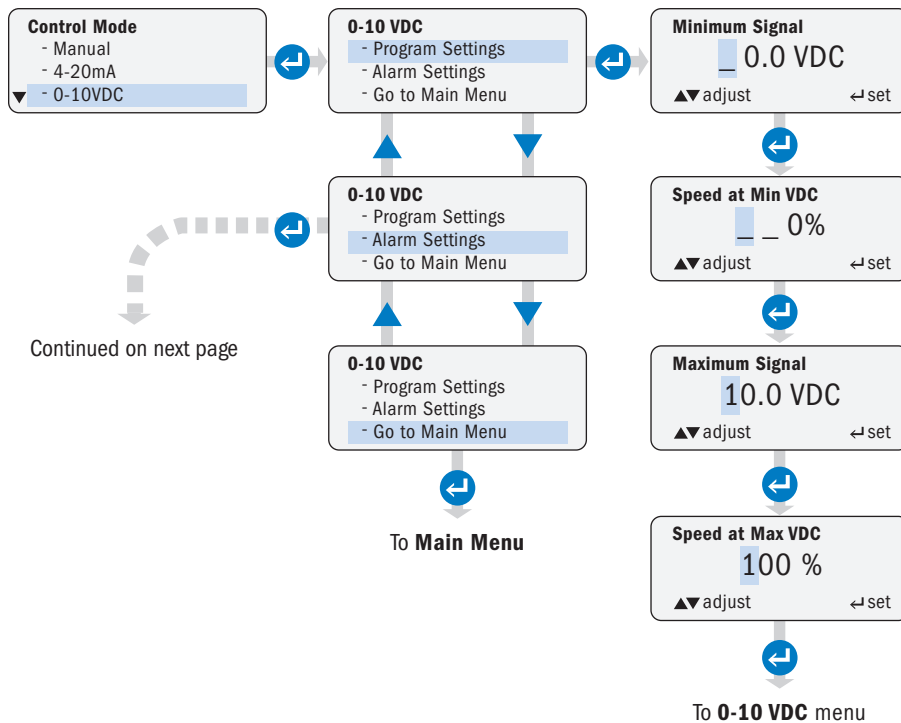 Control Mode
- Manual
- 4-20mA
▼ - 0-10VDC
0-10 VDC
- Program Settings
- Alarm Settings
- Go to Main Menu
Minimum Signal
_ 0.0 VDC
▲▼ adjust ↵ set
0-10 VDC
- Program Settings
- Alarm Settings
- Go to Main Menu
Speed at Min VDC
_ _ 0%
▲▼ adjust ↵ set
Continued on next page
0-10 VDC
- Program Settings
- Alarm Settings
- Go to Main Menu
Maximum Signal
10.0 VDC
▲▼ adjust ↵ set
To Main Menu
Speed at Max VDC
100 %
▲▼ adjust ↵ set
To 0-10 VDC menu